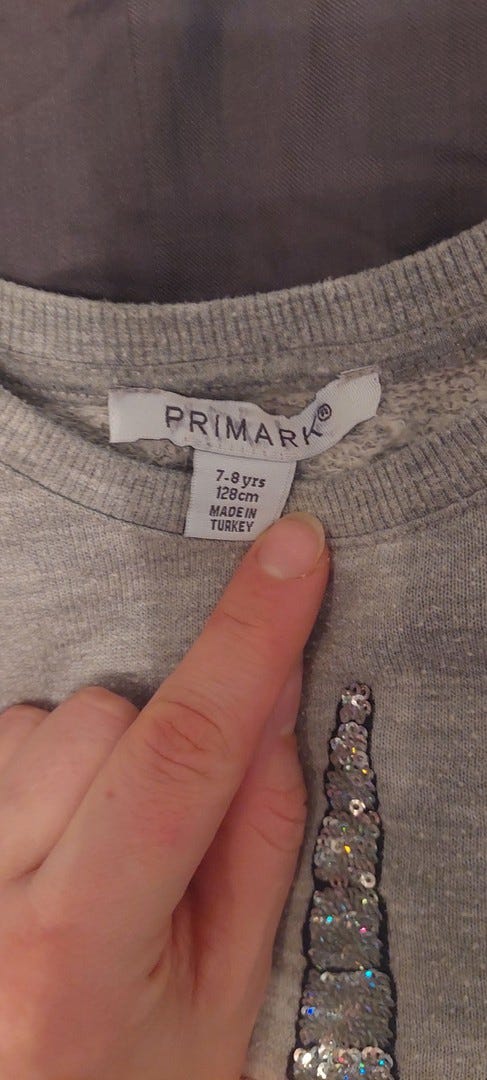 PRIMARK®
7-8 yrs
128cm
MADE IN
TURKEY